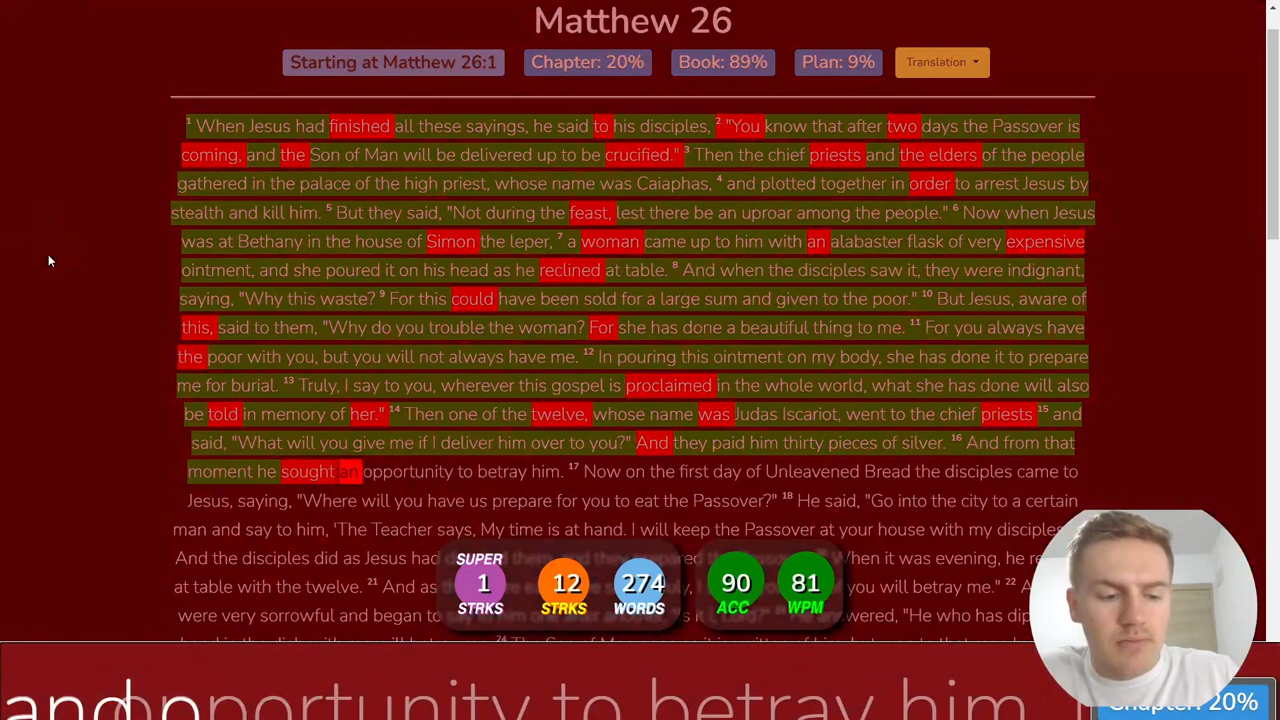 Matthew 26
Starting at Matthew 26:1 Chapter: 20% Book: 89% Plan: 9% Translation
1 When Jesus had finished all these sayings, he said to his disciples, 2 "You know that after two days the Passover is
coming, and the Son of Man will be delivered up to be crucified." 3 Then the chief priests and the elders of the people
gathered in the palace of the high priest, whose name was Caiaphas, 4 and plotted together in order to arrest Jesus by
stealth and kill him. 5 But they said, "Not during the feast, lest there be an uproar among the people." 6 Now when Jesus
was at Bethany in the house of Simon the leper, 7 a woman came up to him with an alabaster flask of very expensive
ointment, and she poured it on his head as he reclined at table. 8 And when the disciples saw it, they were indignant,
saying, "Why this waste? 9 For this could have been sold for a large sum and given to the poor." 10 But Jesus, aware of
this, said to them, "Why do you trouble the woman? For she has done a beautiful thing to me. 11 For you always have
the poor with you, but you will not always have me. 12 In pouring this ointment on my body, she has done it to prepare
me for burial. 13 Truly, I say to you, wherever this gospel is proclaimed in the whole world, what she has done will also
be told in memory of her." 14 Then one of the twelve, whose name was Judas Iscariot, went to the chief priests 15 and
said, "What will you give me if I deliver him over to you?" And they paid him thirty pieces of silver. 16 And from that
moment he sought an opportunity to betray him. 17 Now on the first day of Unleavened Bread the disciples came to
Jesus, saying, "Where will you have us prepare for you to eat the Passover?" 18 He said, "Go into the city to a certain
man and say to him, 'The Teacher says, My time is at hand. I will keep the Passover at your house with my disciples
And the disciples did as Jesus had When it was evening, he
at table with the twelve. 21 And as you will betray me." 22
were very sorrowful and began to answered, "He who has
SUPER 1 STRKS 12 STRKS 274 WORDS 90 ACC 81 WPM
opportunity to betray him
Chapter: 20%